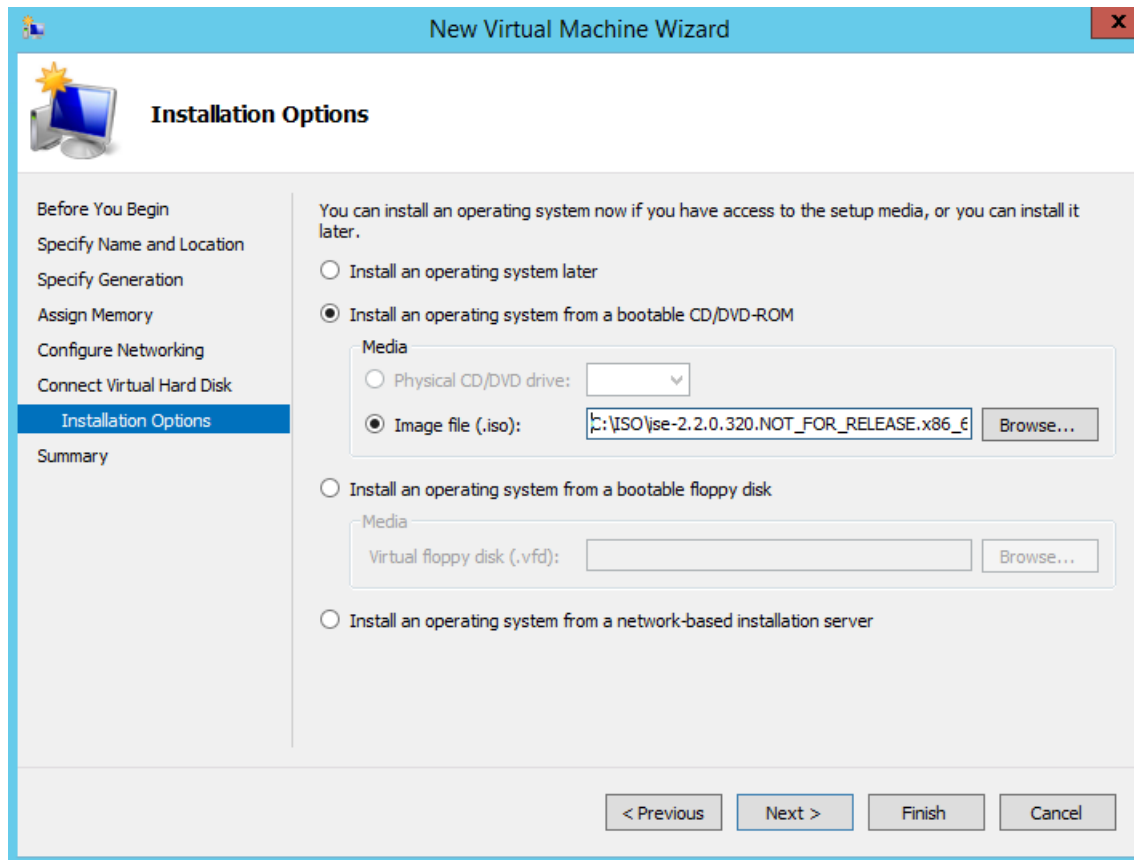 New Virtual Machine Wizard
x
Installation Options
Before You Begin
Specify Name and Location
Specify Generation
Assign Memory
Configure Networking
Connect Virtual Hard Disk
Installation Options
Summary
You can install an operating system now if you have access to the setup media, or you can install it
later.
Install an operating system later
Install an operating system from a bootable CD/DVD-ROM
Media
Physical CD/DVD drive:
Image file (.iso):
C:\ISO\ise-2.2.0.320.NOT_FOR_RELEASE.x86_6
Browse...
Install an operating system from a bootable floppy disk
Media
Virtual floppy disk (.vfd):
Browse...
Install an operating system from a network-based installation server
< Previous
Next >
Finish
Cancel